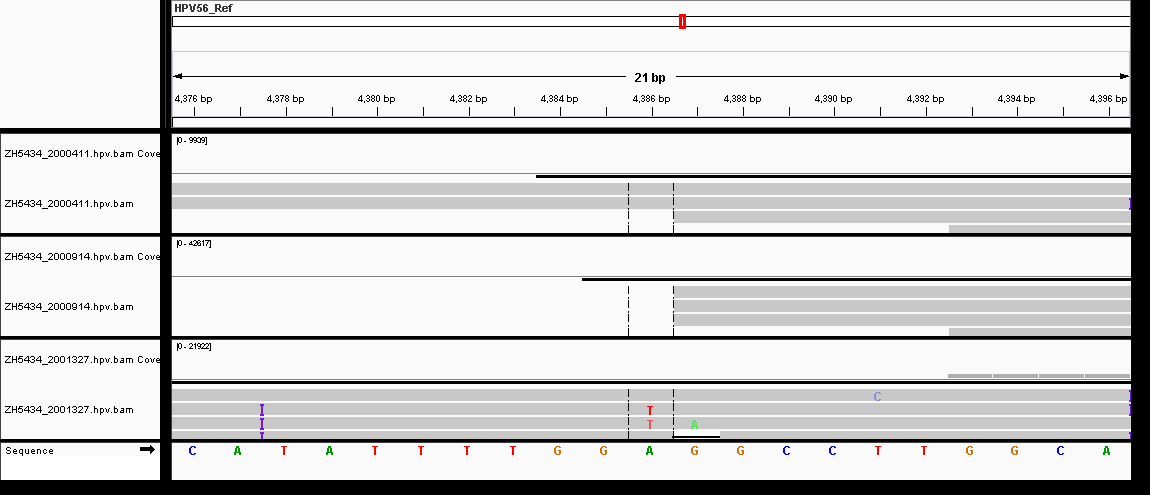 HPV56_Ref
21 bp
4,376 bp 4,378 bp 4,380 bp 4,382 bp 4,384 bp 4,386 bp 4,388 bp 4,390 bp 4,392 bp 4,394 bp 4,396 bp
[0 - 9939]
ZH5434_2000411.hpv.bam Cove
ZH5434_2000411.hpv.bam
I
[0 - 42617]
ZH5434_2000914.hpv.bam Cove
ZH5434_2000914.hpv.bam
[0 - 21922]
ZH5434_2001327.hpv.bam Cove
C
ZH5434_2001327.hpv.bam I T
I T A
I
Sequence C A T A T T T T G G A G G C C T T G G C A